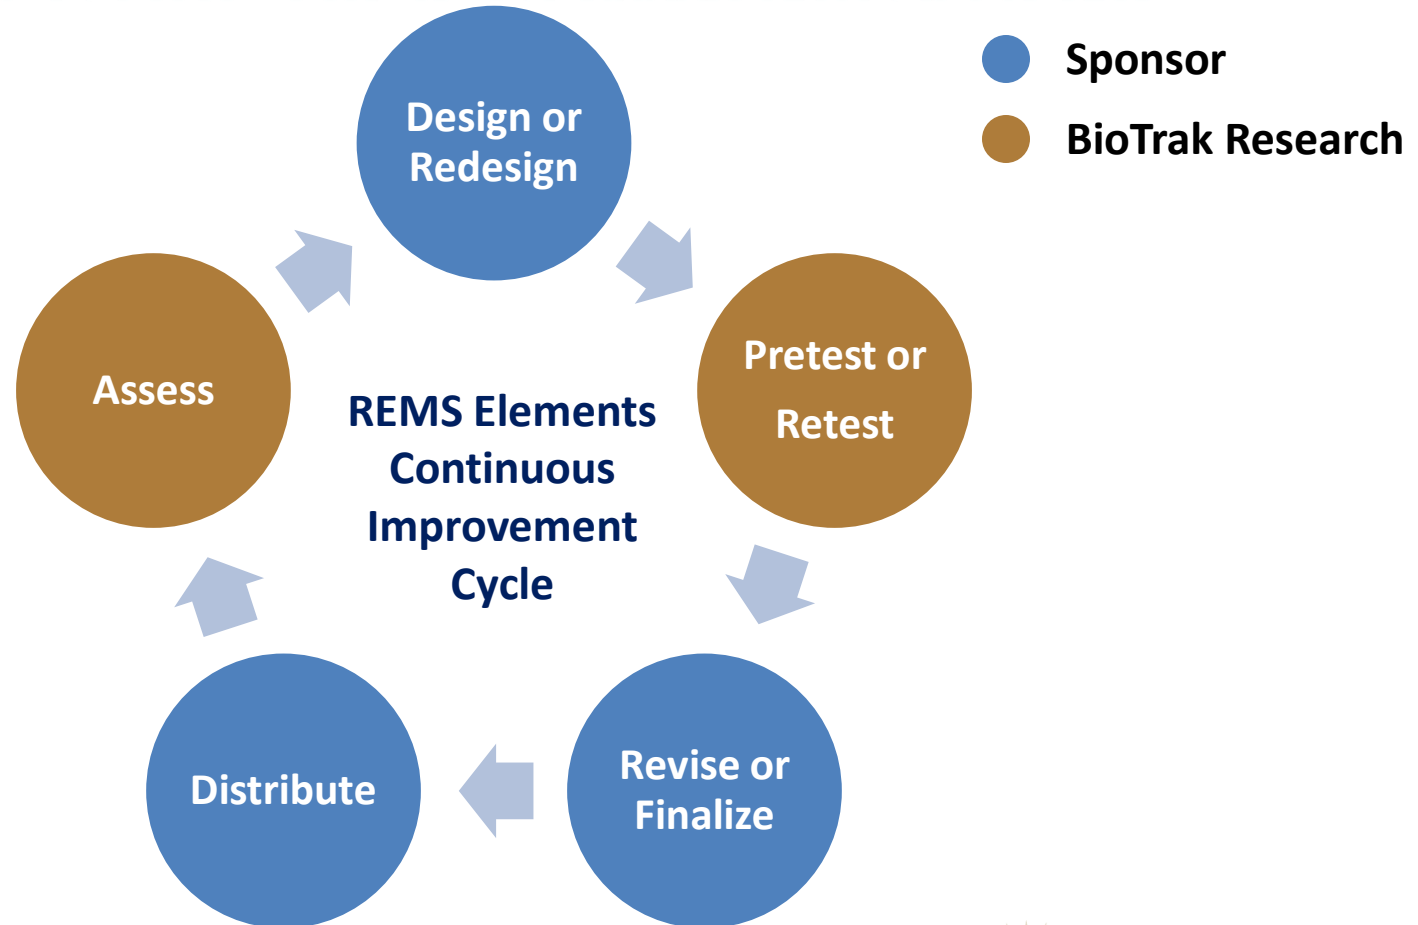 Design or
Redesign
Sponsor
BioTrak Research
Pretest or
Retest
Assess
REMS Elements
Continuous
Improvement
Cycle
Revise or
Finalize
Distribute